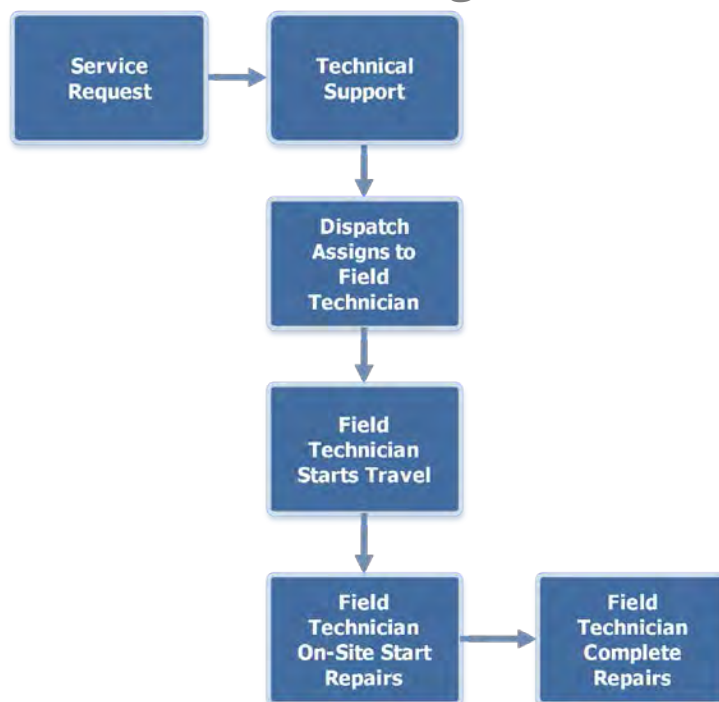 Service
Request
Technical
Support
Dispatch
Assigns to
Field
Technician
Field
Technician
Starts Travel
Field
Technician
On-Site Start
Repairs
Field
Technician
Complete
Repairs